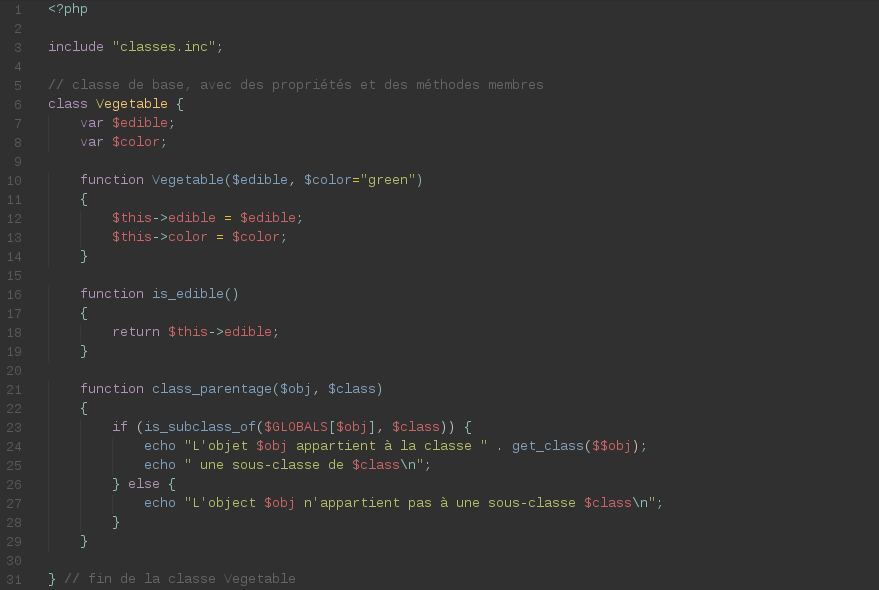 1 <?php
2
3 include "classes.inc";
4
5 // classe de base, avec des propriétés et des méthodes membres
6 class Vegetable {
7     var $edible;
8     var $color;
9
10     function Vegetable($edible, $color="green")
11     {
12         $this->edible = $edible;
13         $this->color = $color;
14     }
15
16     function is_edible()
17     {
18         return $this->edible;
19     }
20
21     function class_parentage($obj, $class)
22     {
23         if (is_subclass_of($GLOBALS[$obj], $class)) {
24             echo "L'objet $obj appartient à la classe " . get_class($$obj);
25             echo " une sous-classe de $class\n";
26         } else {
27             echo "L'object $obj n'appartient pas à une sous-classe $class\n";
28         }
29     }
30
31 } // fin de la classe Vegetable